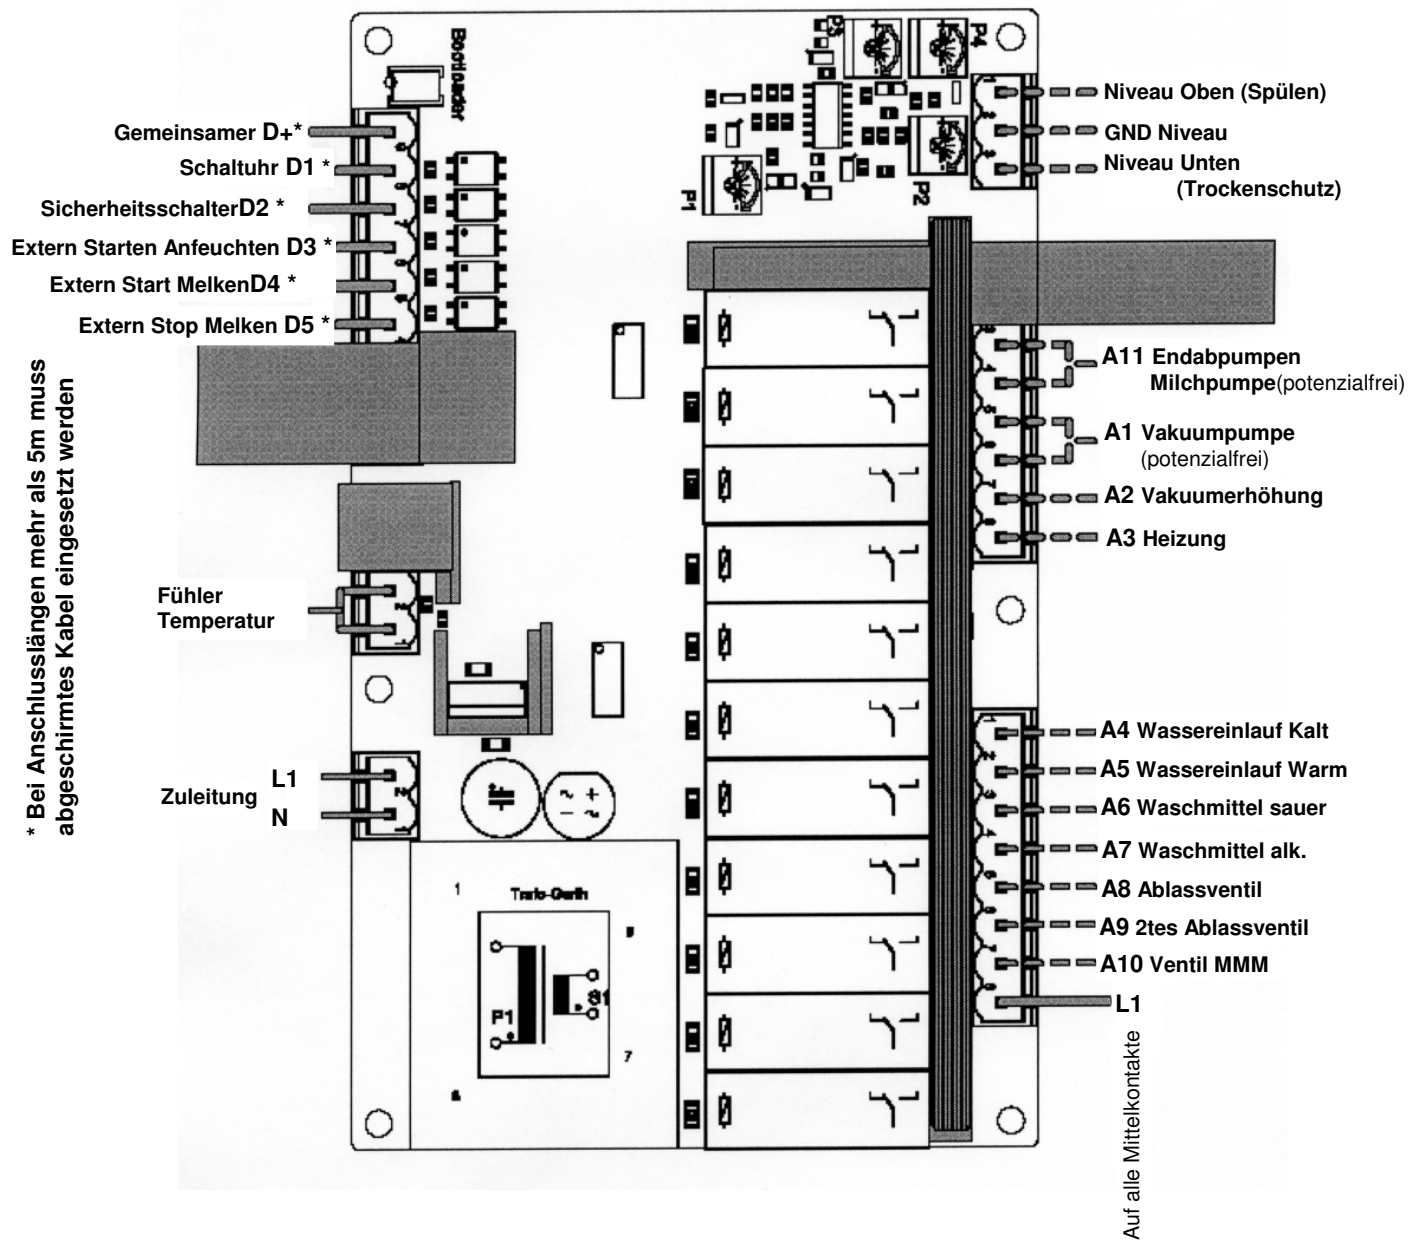 Bootloader
P3
P4
P1
P2
Gemeinsamer D+*
Schaltuhr D1 *
SicherheitsschalterD2 *
Extern Starten Anfeuchten D3 *
Extern Start MelkenD4 *
Extern Stop Melken D5 *
* Bei Anschlusslängen mehr als 5m muss
abgeschirmtes Kabel eingesetzt werden
Fühler
Temperatur
Zuleitung
L1
N
Niveau Oben (Spülen)
GND Niveau
Niveau Unten
(Trockenschutz)
A11 Endabpumpen
Milchpumpe(potenzialfrei)
A1 Vakuumpumpe
(potenzialfrei)
A2 Vakuumerhöhung
A3 Heizung
A4 Wassereinlauf Kalt
A5 Wassereinlauf Warm
A6 Waschmittel sauer
A7 Waschmittel alk.
A8 Ablassventil
A9 2tes Ablassventil
A10 Ventil MMM
L1
Auf alle Mittelkontakte
1
P1
S1
7